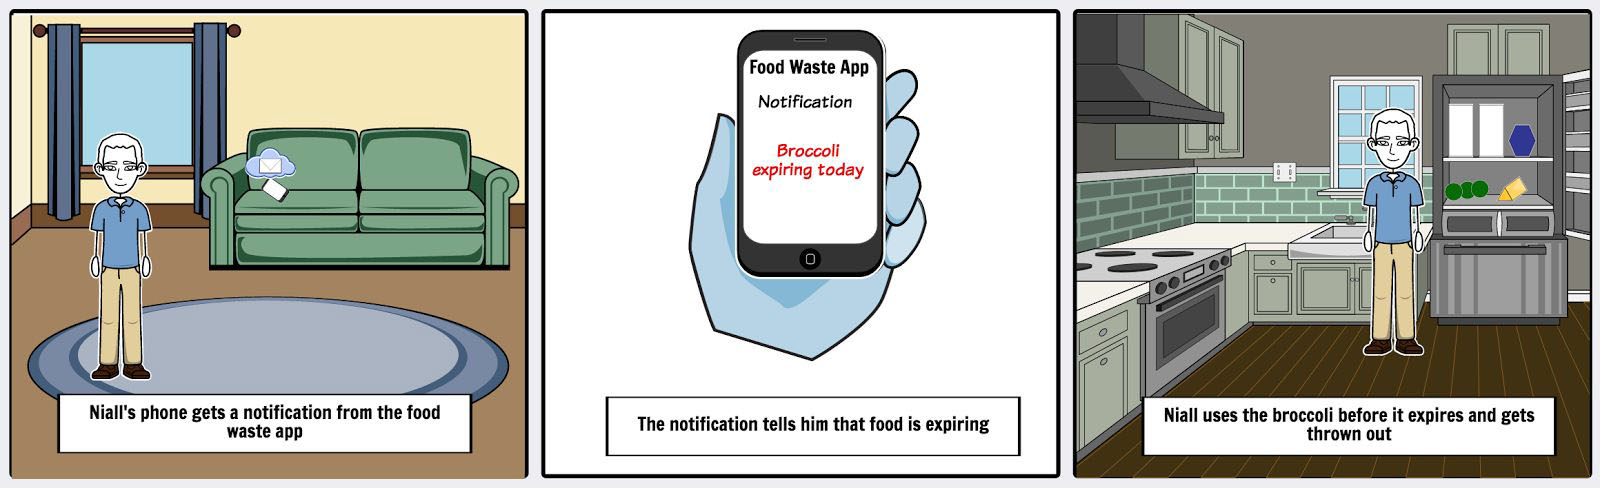 Niall's phone gets a notification from the food
waste app
Food Waste App
Notification
Broccoli
expiring today
The notification tells him that food is expiring
Niall uses the broccoli before it expires and gets
thrown out